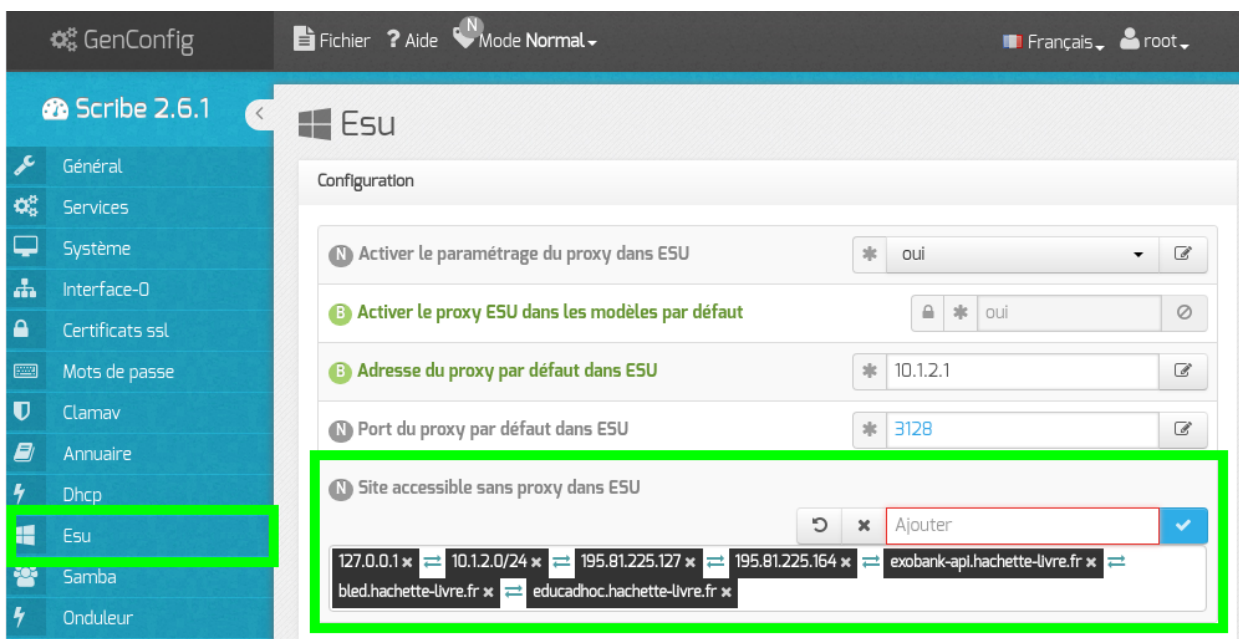 GenConfig Fichier ? Aide N Mode Normal Français root
Scribe 2.6.1
Esu
Général
Configuration
Services
Système
N Activer le paramétrage du proxy dans ESU * oui
Interface-0
B Activer le proxy ESU dans les modèles par défaut * oui
Certificats ssl
Mots de passe
B Adresse du proxy par défaut dans ESU * 10.1.2.1
Clamav
N Port du proxy par défaut dans ESU * 3128
Annuaire
Dhcp
N Site accessible sans proxy dans ESU
Esu
Ajouter
127.0.0.1 x 10.1.2.0/24 x 195.81.225.127 x 195.81.225.164 x exobank-api.hachette-livre.fr x
Samba
bled.hachette-livre.fr x educadhoc.hachette-livre.fr x
Onduleur